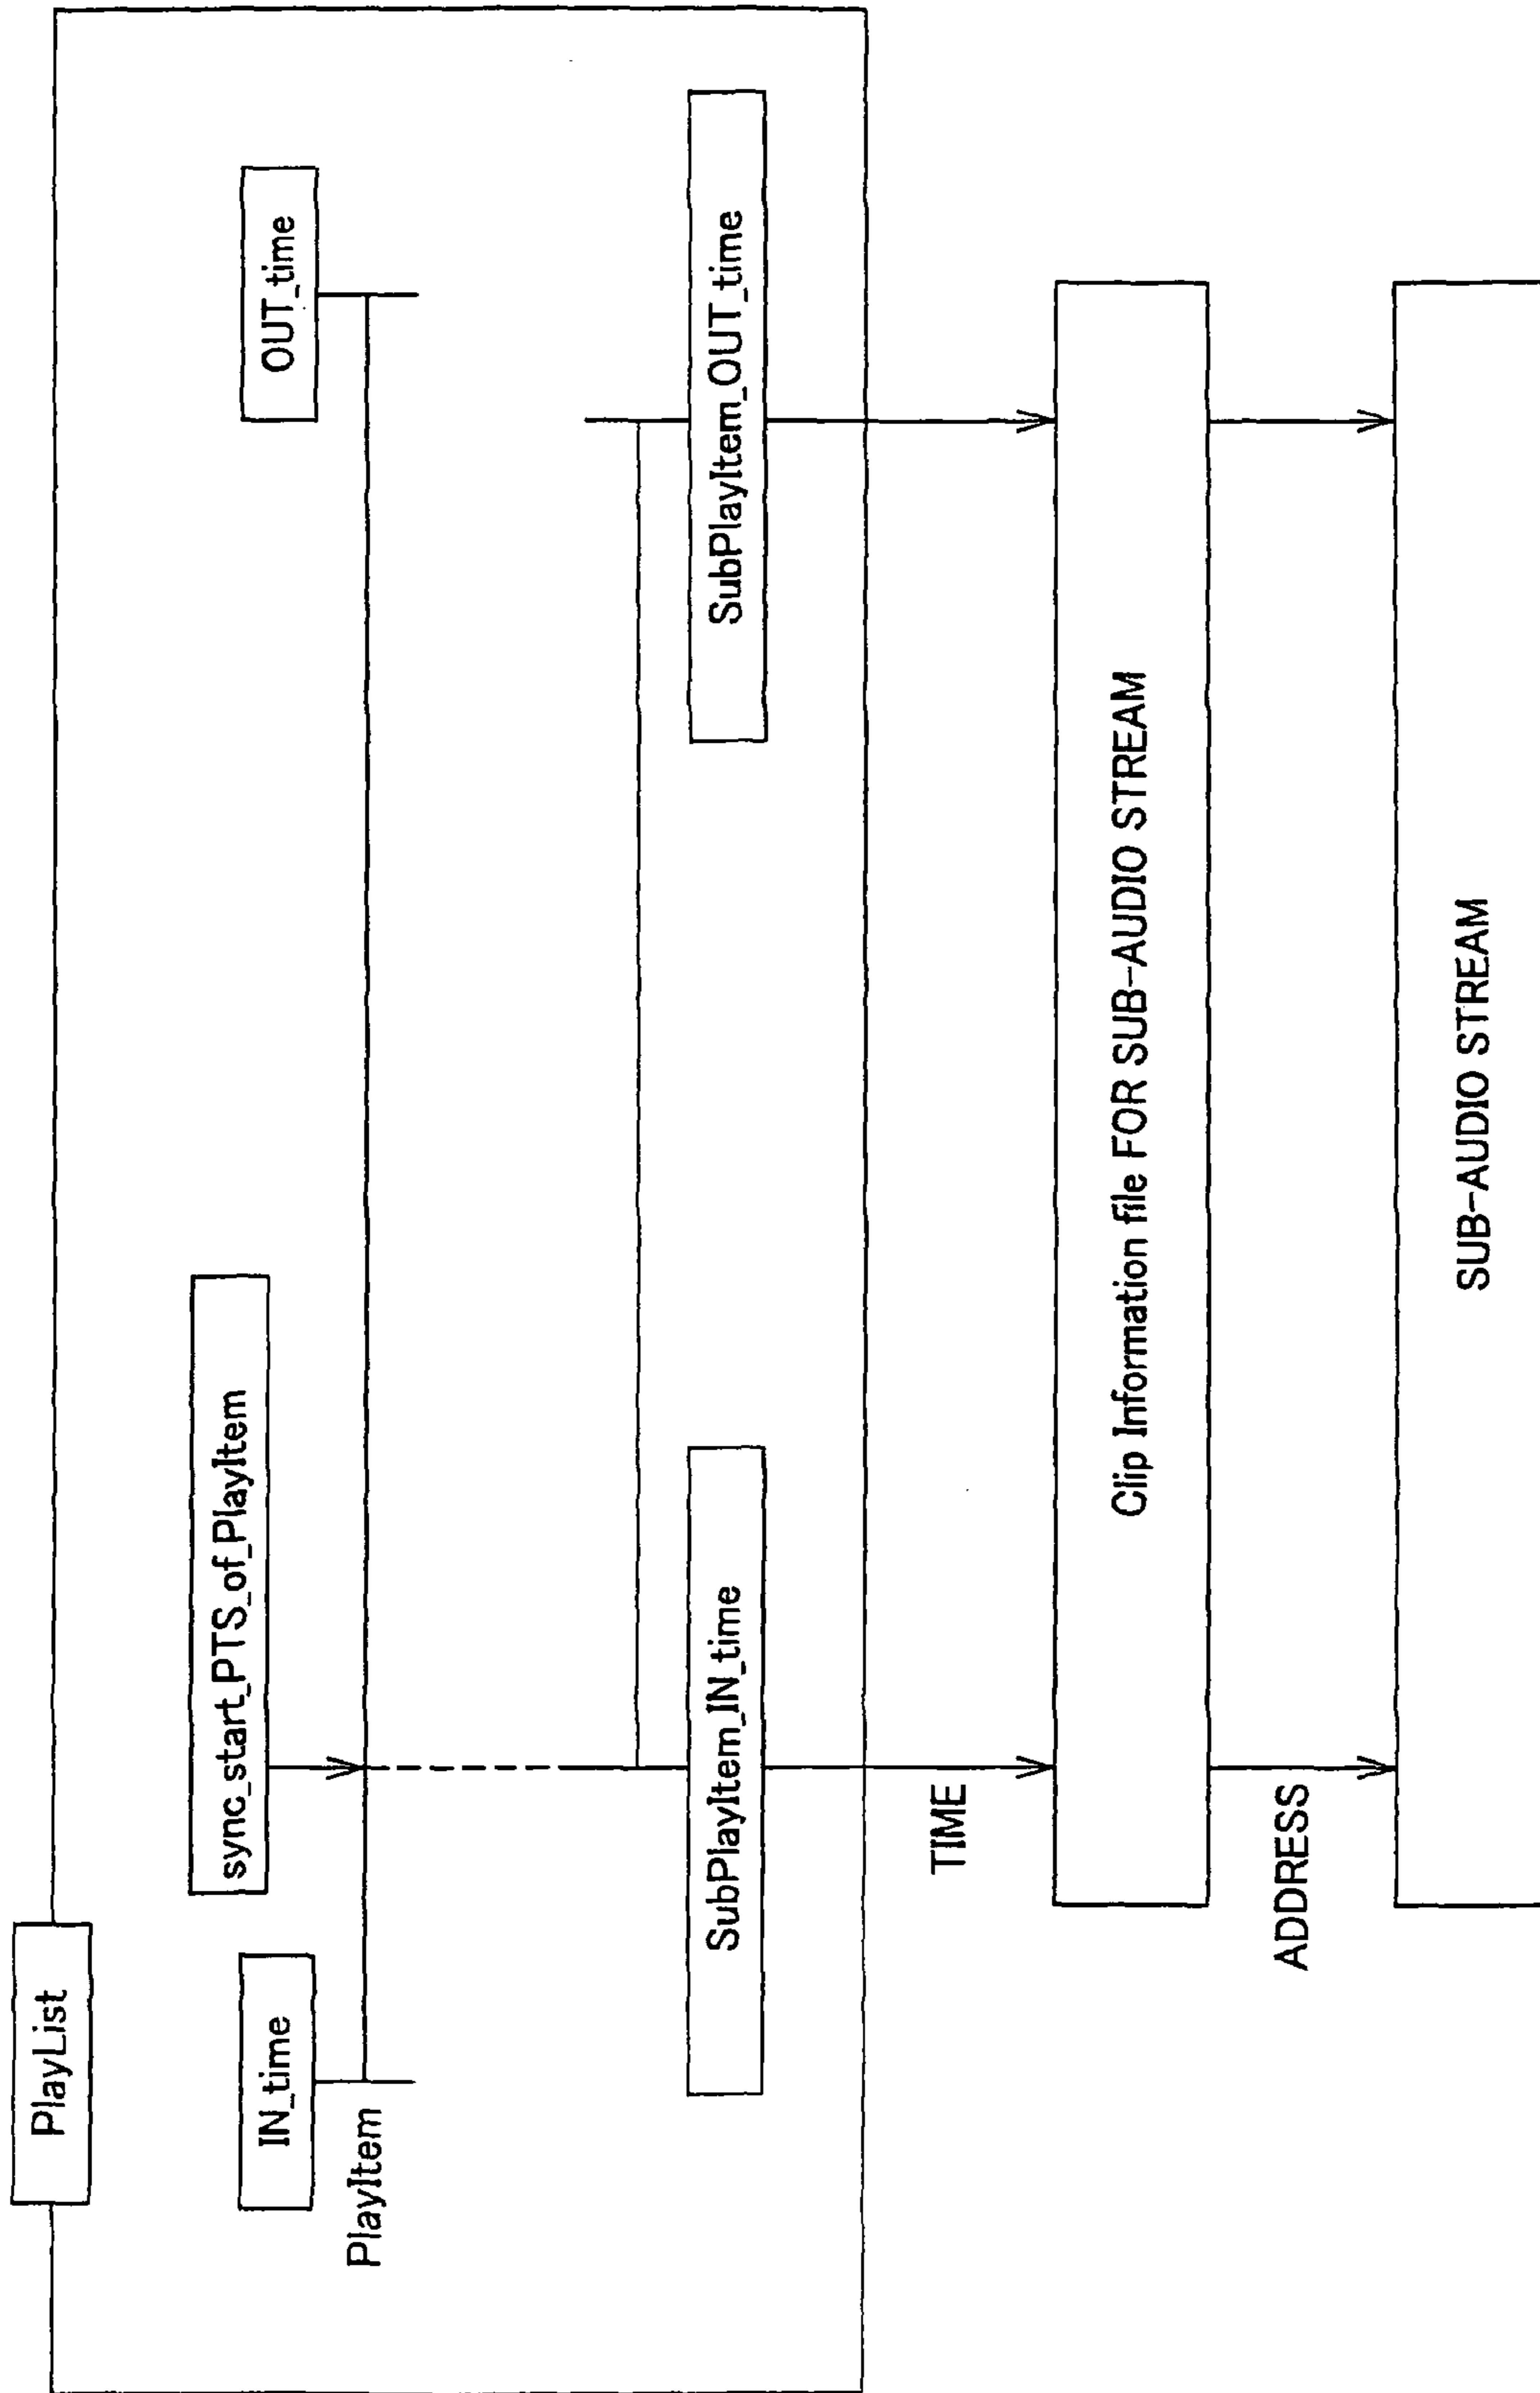 PlayList
sync_start_PTS_of_PlayItem
IN_time
OUT_time
PlayItem
SubPlayItem_IN_time
SubPlayItem_OUT_time
TIME
Clip Information file FOR SUB-AUDIO STREAM
ADDRESS
SUB-AUDIO STREAM